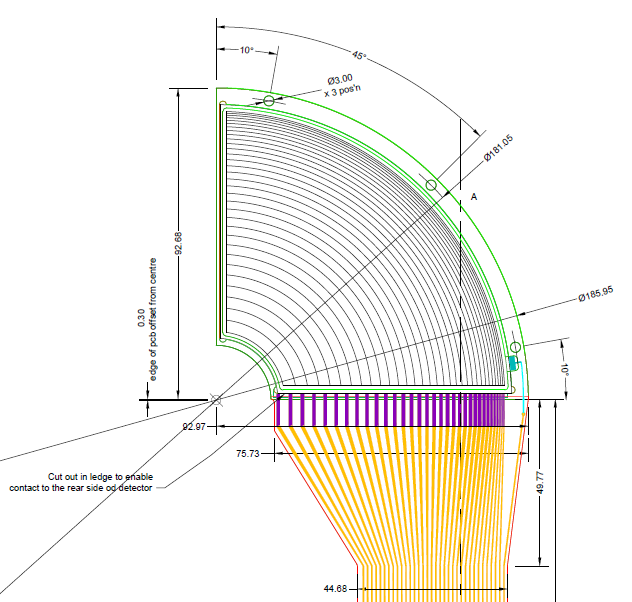 10°
45°
Ø3.00
x 3 pos'n
Ø181.05
A
92.68
0.30
edge of pcb offset from centre
Ø185.95
10°
92.97
75.73
Cut out in ledge to enable
contact to the rear side od detector
49.77
44.68